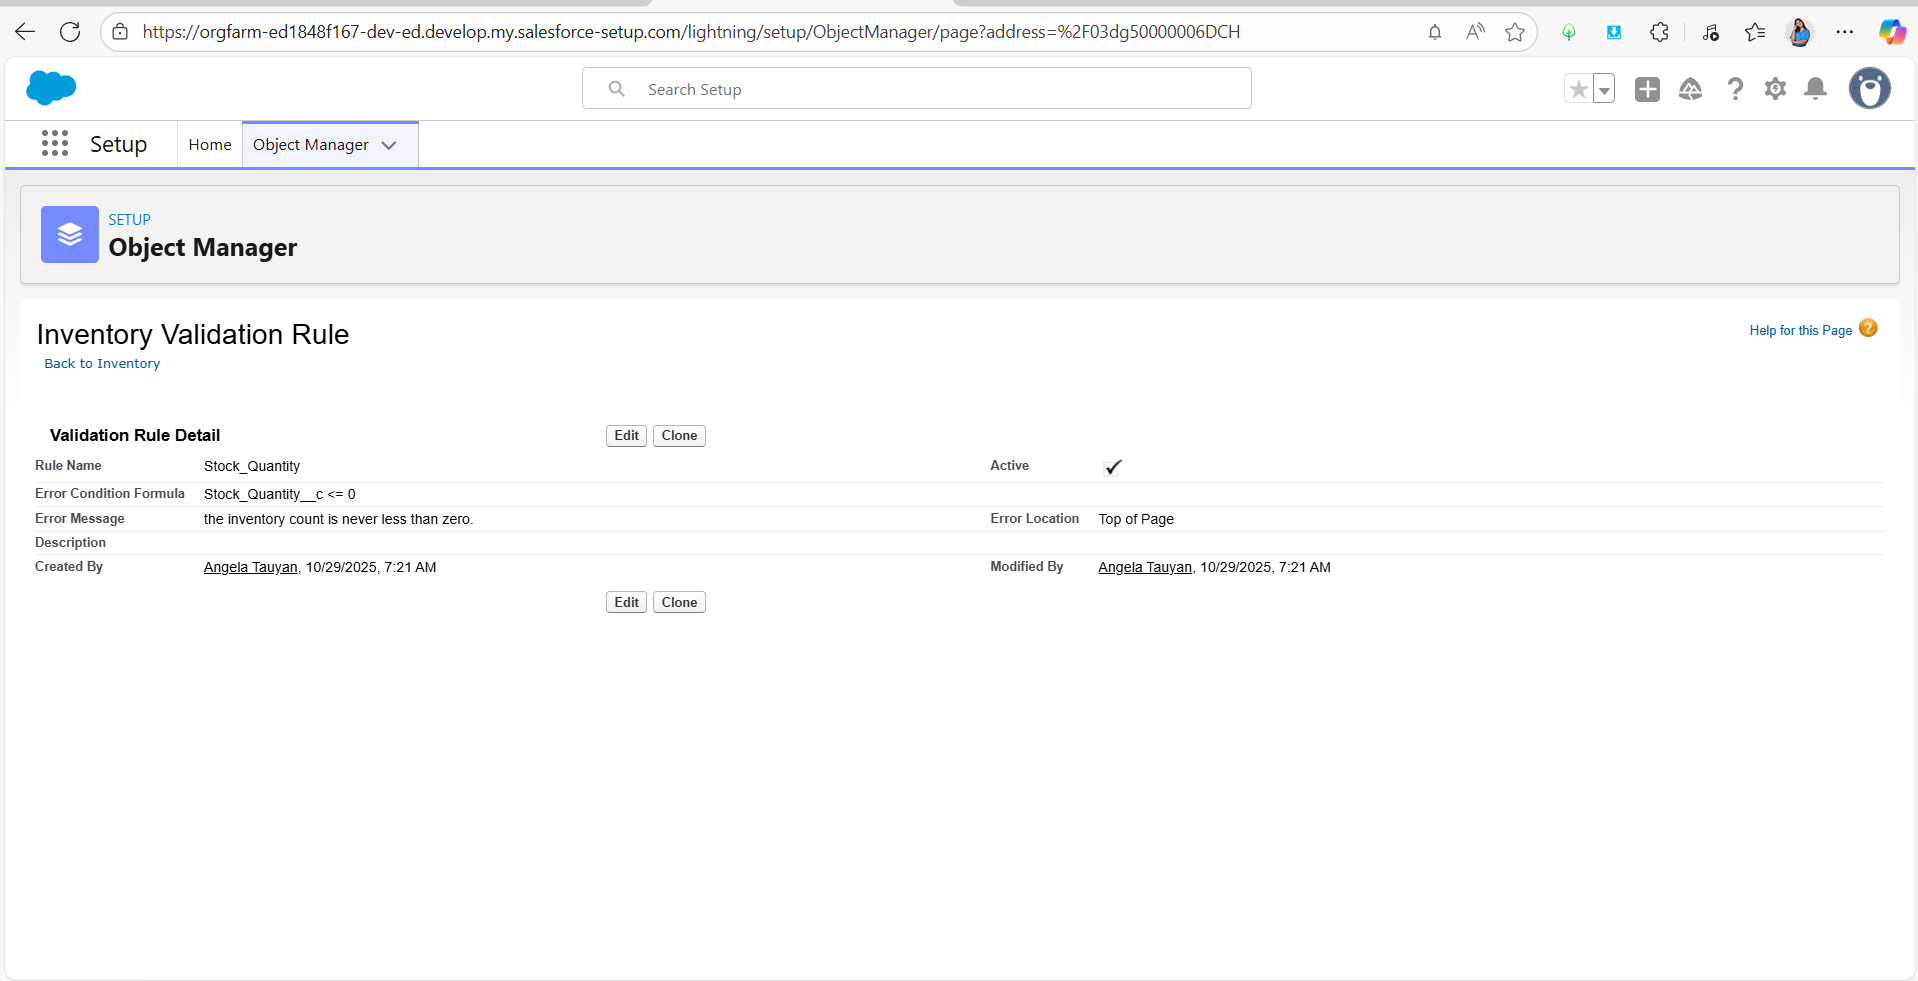 https://orgfarm-ed1848f167-dev-ed.develop.my.salesforce-setup.com/lightning/setup/ObjectManager/page?address=%2F03dg50000006DCH
Search Setup
Setup Home Object Manager
SETUP
Object Manager
Inventory Validation Rule
Help for this Page
Back to Inventory
Validation Rule Detail Edit Clone
Rule Name Stock_Quantity Active
Error Condition Formula Stock_Quantity__c <= 0
Error Message the inventory count is never less than zero. Error Location Top of Page
Description
Created By Angela Tauyan, 10/29/2025, 7:21 AM Modified By Angela Tauyan, 10/29/2025, 7:21 AM
Edit Clone